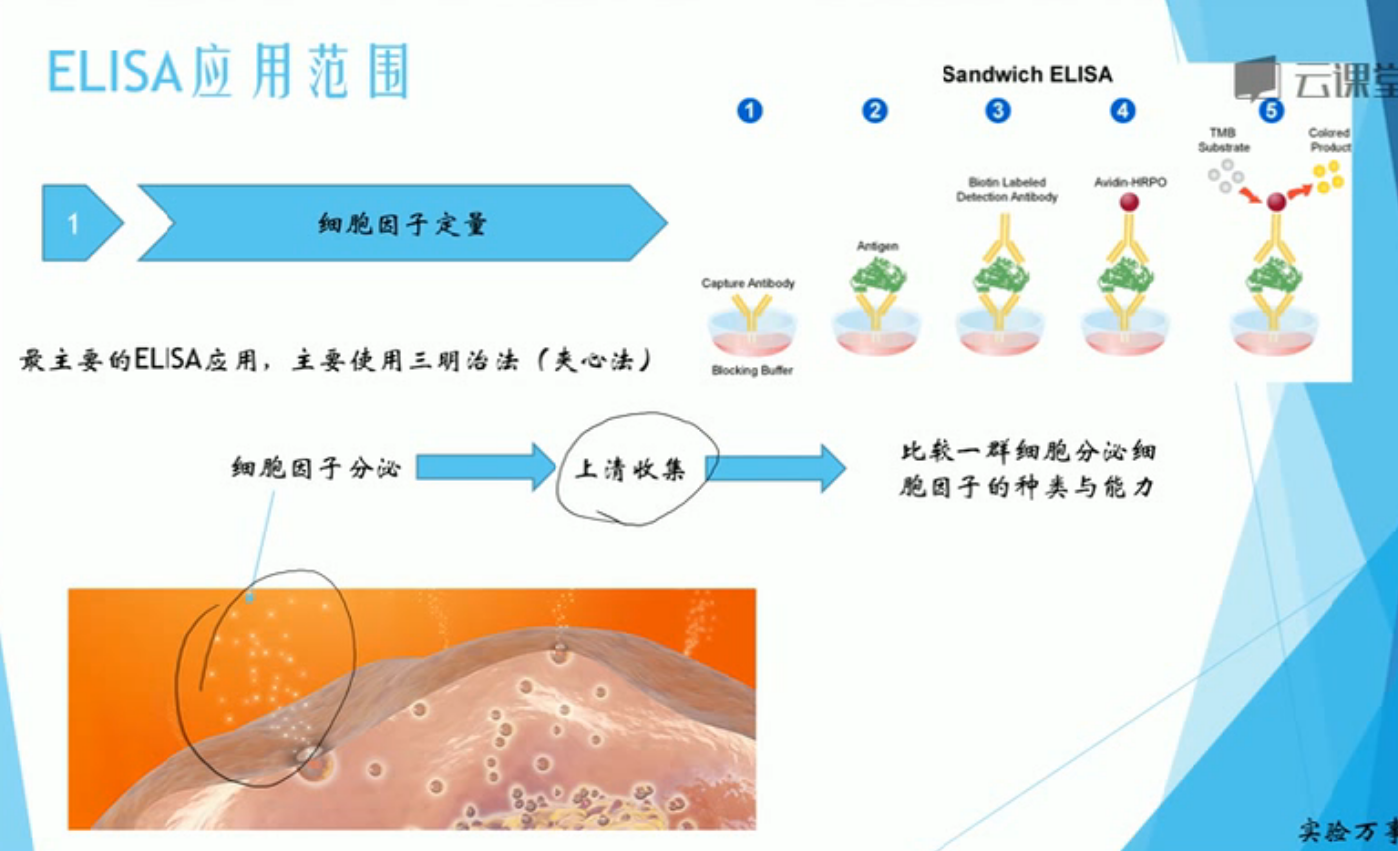 ELISA应用范围
云课堂
Sandwich ELISA
1
2
3
4
5
TMB
Substrate
Colored
Product
Biotin Labeled
Detection Antibody
Avidin-HRPO
Antigen
Capture Antibody
Blocking Buffer
1
细胞因子定量
最主要的ELISA应用，主要使用三明治法（夹心法）
细胞因子分泌
上清收集
比较一群细胞分泌细
胞因子的种类与能力
实验万事